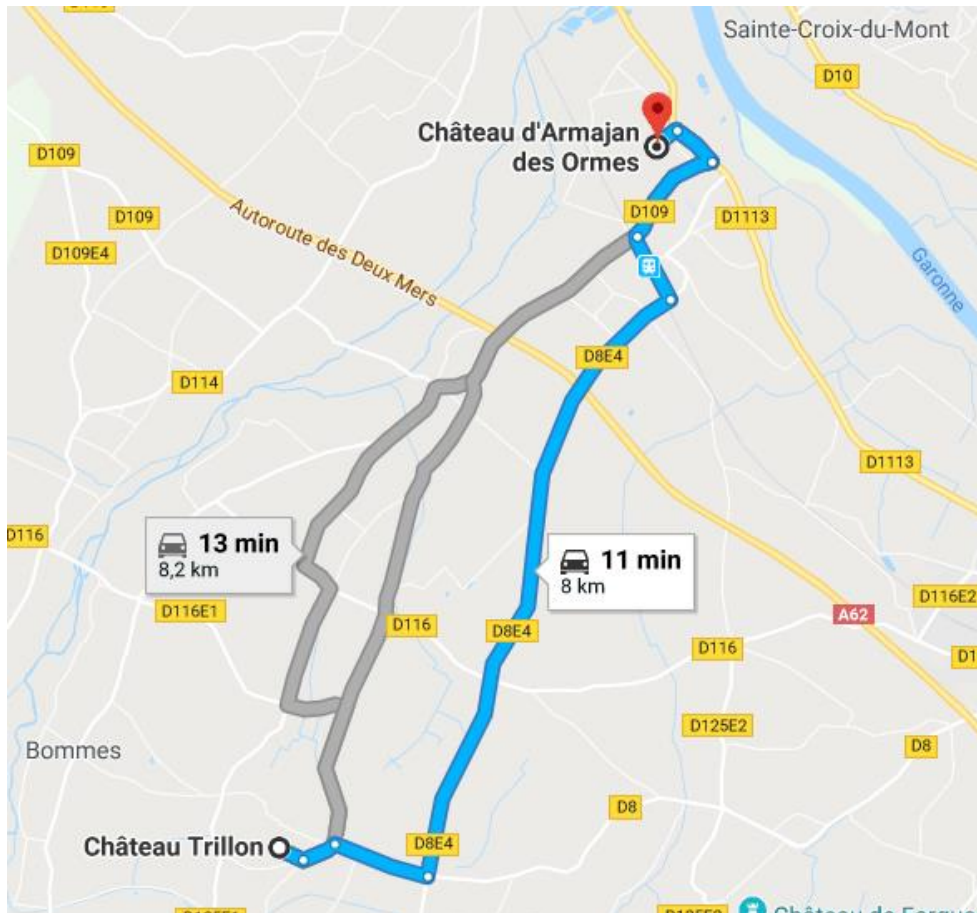 Sainte-Croix-du-Mont
D10
D109
Château d'Armajan
des Ormes
D109
D109
D1113
D109E4
Autoroute des Deux Mers
Garonne
D8E4
D114
D1113
D116
13 min
8,2 km
11 min
8 km
D116E1
D116E2
A62
D116
D8E4
D116
D1
D125E2
D8
Bommes
D8
D8E4
Château Trillon